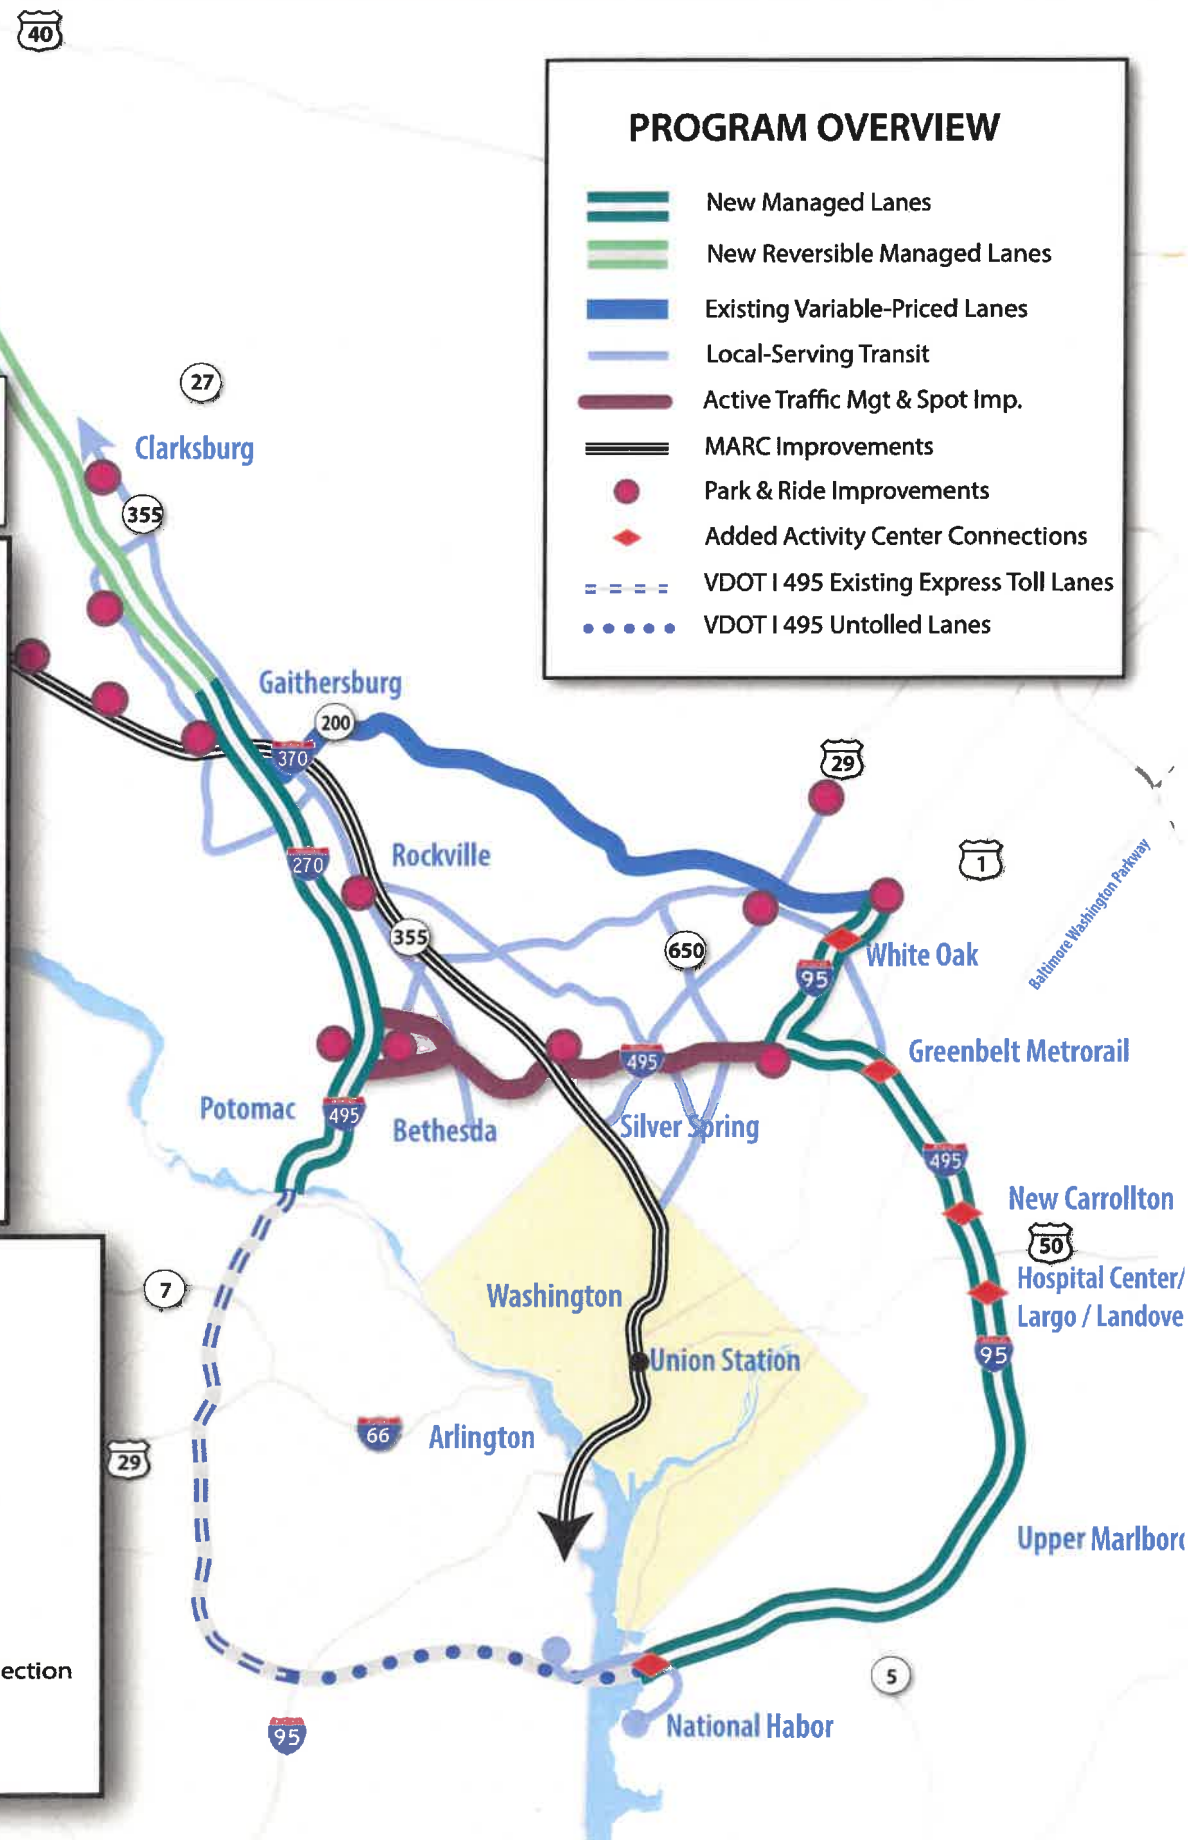 40
PROGRAM OVERVIEW
New Managed Lanes
New Reversible Managed Lanes
Existing Variable-Priced Lanes
Local-Serving Transit
Active Traffic Mgt & Spot Imp.
MARC Improvements
Park & Ride Improvements
Added Activity Center Connections
VDOT I 495 Existing Express Toll Lanes
VDOT I 495 Untolled Lanes
27
Clarksburg
355
Gaithersburg
200
370
29
Rockville
270
1
Baltimore Washington Parkway
355
650
White Oak
95
Greenbelt Metrorail
495
Potomac
495
Bethesda
Silver Spring
495
New Carrollton
50
7
Hospital Center/
Largo / Landove
Washington
95
Union Station
66
Arlington
29
Upper Marlboro
ection
5
95
National Habor